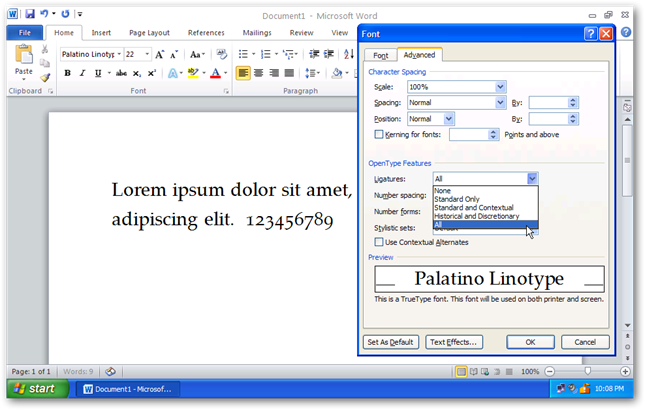 Document1 - Microsoft Word
File Home Insert Page Layout References Mailings Review View
Palatino Linotyp 22
Paste
Clipboard Font Paragraph
Lorem ipsum dolor sit amet,
adipiscing elit. 123456789
Font
Font Advanced
Character Spacing
Scale: 100%
Spacing: Normal By:
Position: Normal By:
Kerning for fonts: Points and above
OpenType Features
Ligatures: All
None
Number spacing: Standard Only
Standard and Contextual
Number forms: Historical and Discretionary
All
Stylistic sets:
Use Contextual Alternates
Preview
Palatino Linotype
This is a TrueType font. This font will be used on both printer and screen.
Set As Default Text Effects... OK Cancel
Page: 1 of 1 Words: 9 100%
start Document1 - Microsof... 10:08 PM